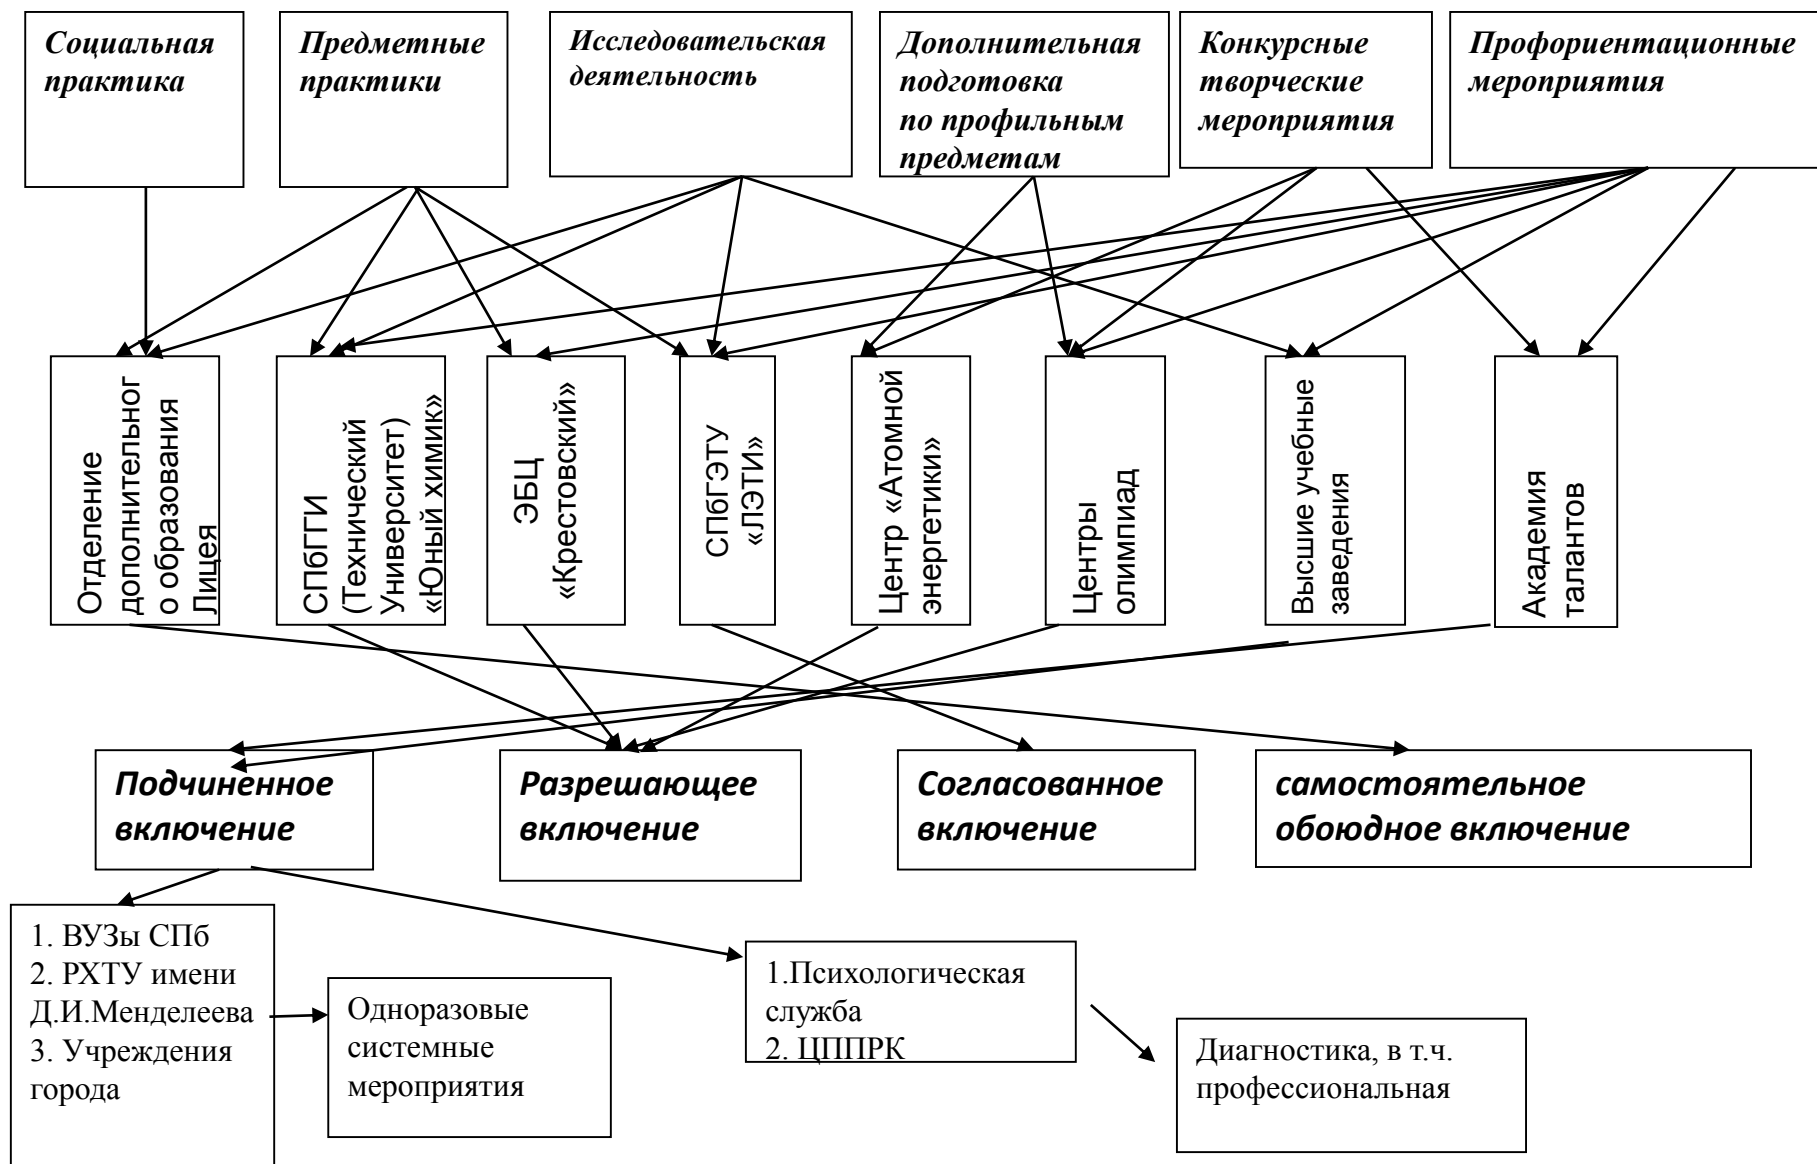 Социальная
практика
Предметные
практики
Исследовательская
деятельность
Дополнительная
подготовка
по профильным
предметам
Конкурсные
творческие
мероприятия
Профориентационные
мероприятия
Отделение
дополнительног
о образования
Лицея
СПбГГИ
(Технический
Университет)
«Юный химик»
ЭБЦ
«Крестовский»
СПбГЭТУ
«ЛЭТИ»
Центр «Атомной
энергетики»
Центры
олимпиад
Высшие учебные
заведения
Академия
талантов
Подчиненное
включение
Разрешающее
включение
Согласованное
включение
самостоятельное
обоюдное включение
1. ВУЗы СПб
2. РХТУ имени
Д.И.Менделеева
3. Учреждения
города
Одноразовые
системные
мероприятия
1.Психологическая
служба
2. ЦППРК
Диагностика, в т.ч.
профессиональная